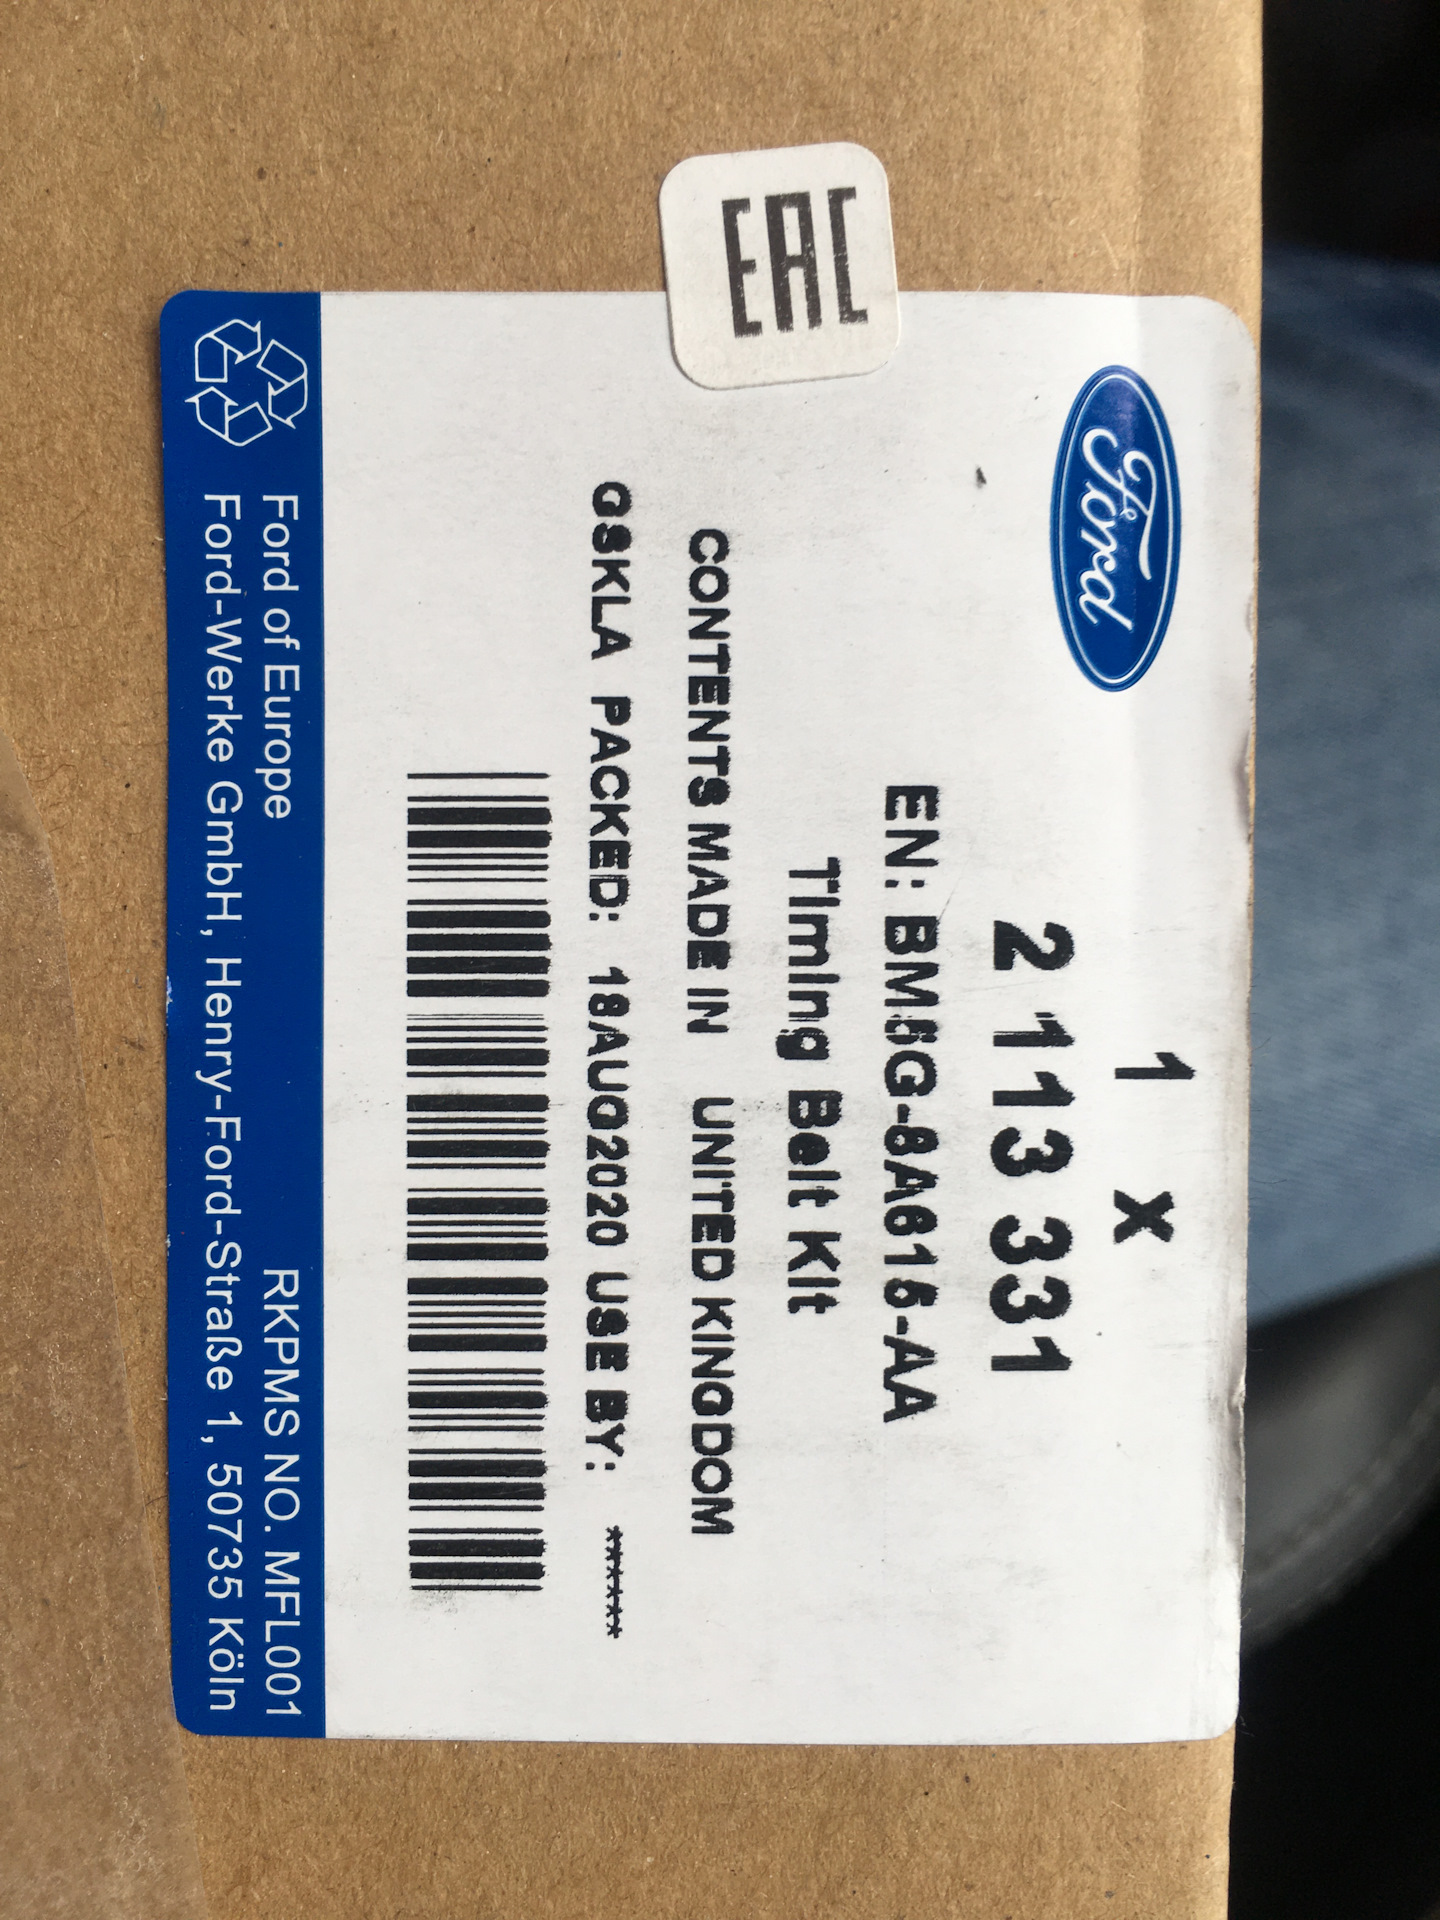 EAC
Ford
1 X
2 113 331
EN: BM5G-8A615-AA
Timing Belt Kit
CONTENTS MADE IN UNITED KINGDOM
GSKLA PACKED: 18AUG2020 USE BY: ******
Ford of Europe RKPMS NO. MFL001
Ford-Werke GmbH, Henry-Ford-Straße 1, 50735 Köln